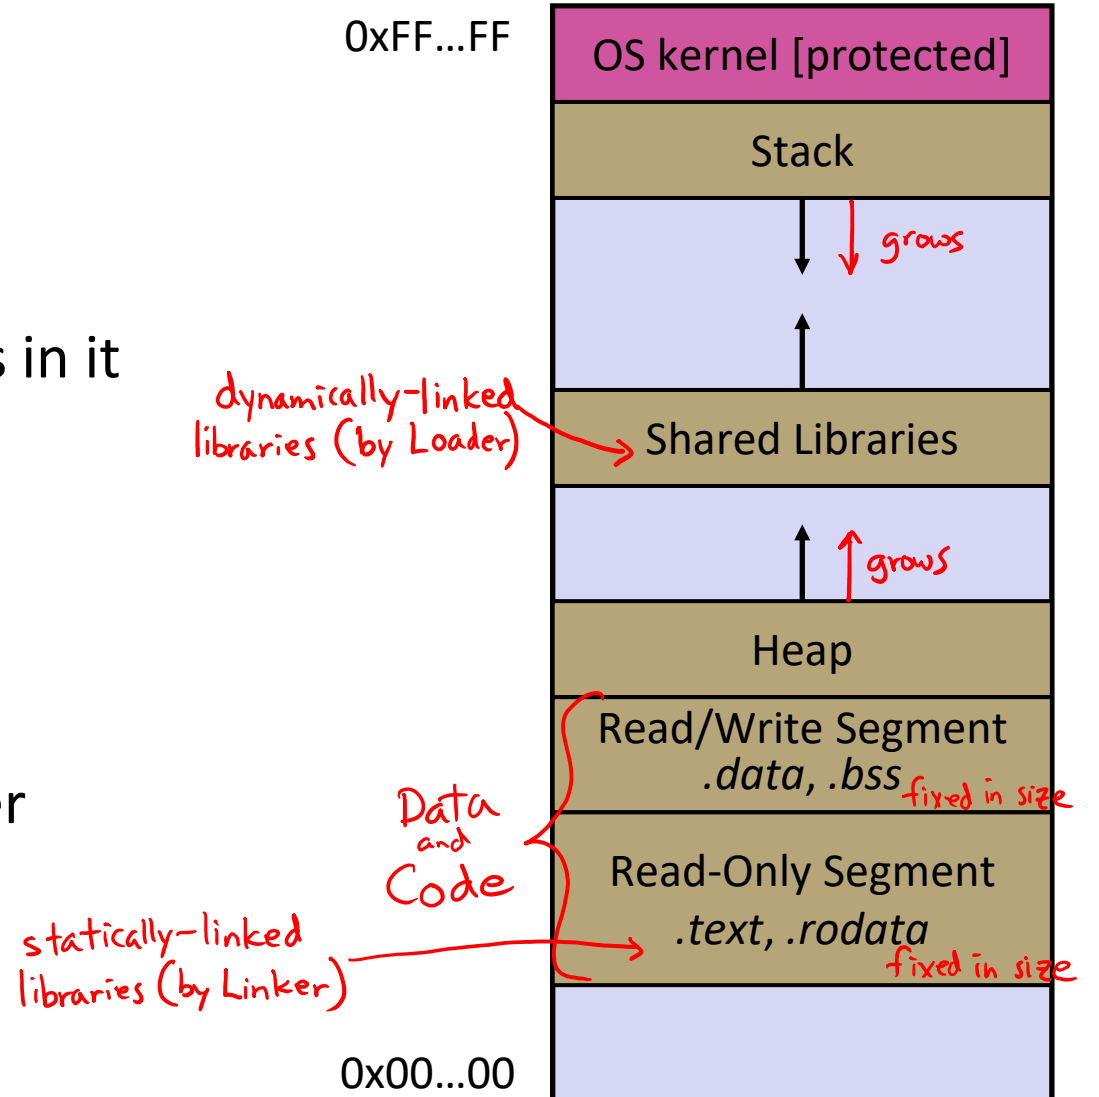 0xFF…FF
OS kernel [protected]
Stack
grows
s in it
dynamically-linked
libraries (by Loader)
Shared Libraries
grows
Heap
Read/Write Segment
.data, .bss
fixed in size
er
Data
and
Code
Read-Only Segment
.text, .rodata
fixed in size
statically-linked
libraries (by Linker)
0x00…00